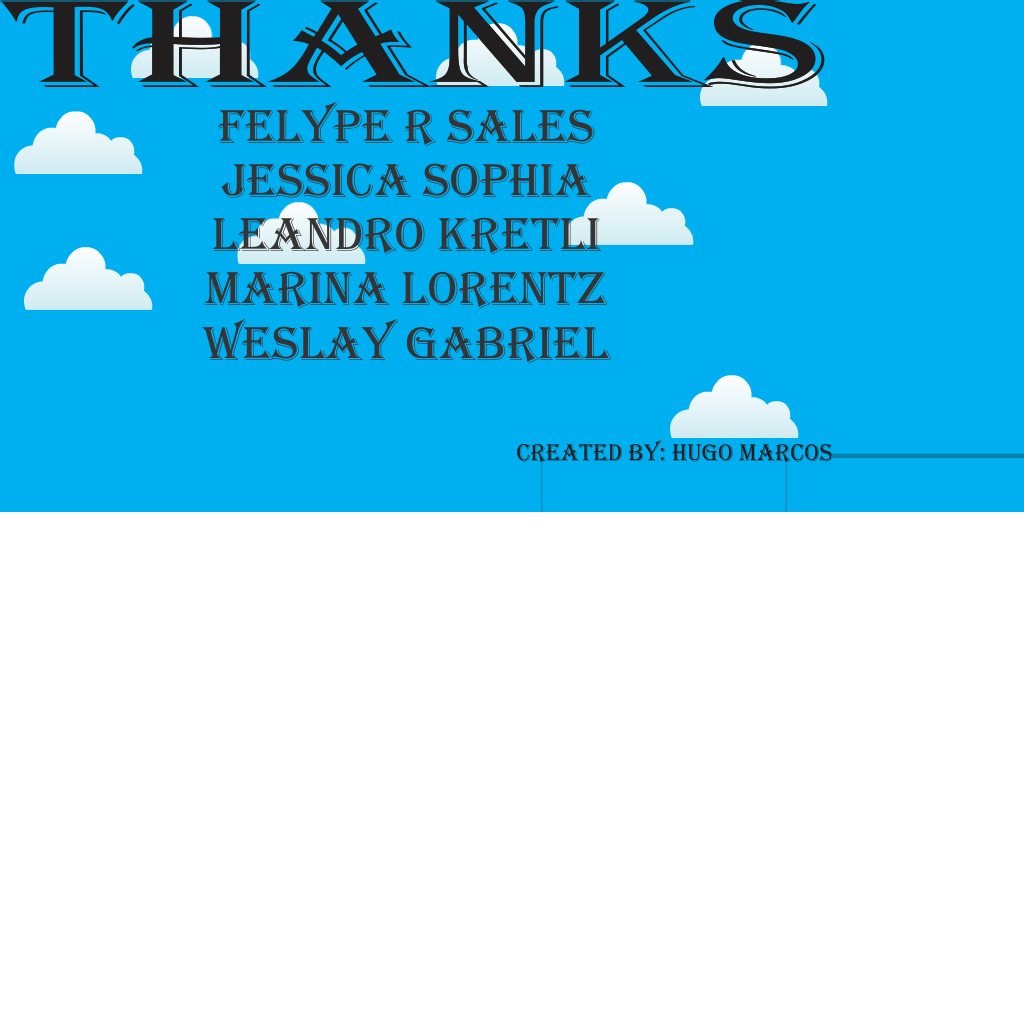 THANKS
FELYPE R SALES
JESSICA SOPHIA
LEANDRO KRETLI
MARINA LORENTZ
WESLAY GABRIEL
CREATED BY: HUGO MARCOS